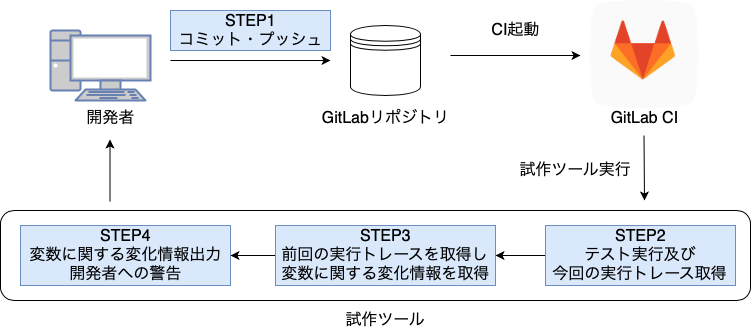 STEP1
コミット・プッシュ
CI起動
開発者
GitLabリポジトリ
GitLab CI
試作ツール実行
STEP4
変数に関する変化情報出力
開発者への警告
STEP3
前回の実行トレースを取得し
変数に関する変化情報を取得
STEP2
テスト実行及び
今回の実行トレース取得
試作ツール